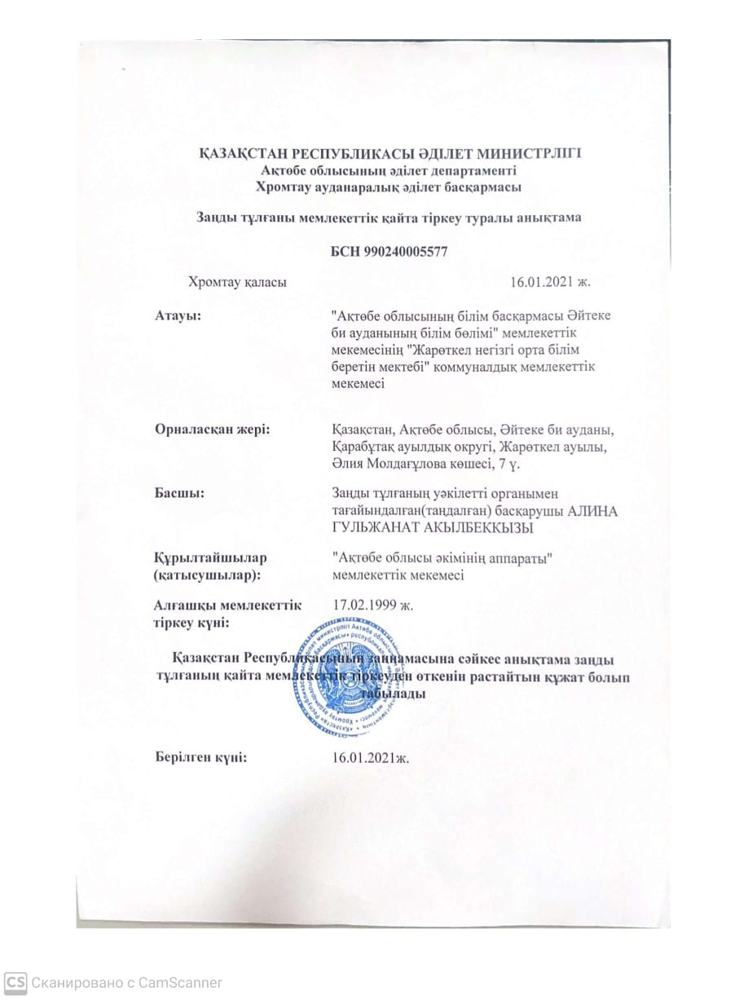 ҚАЗАҚСТАН РЕСПУБЛИКАСЫ ӘДІЛЕТ МИНИСТРЛІГІ
Ақтөбе облысының әділет департаменті
Хромтау ауданаралық әділет басқармасы
Заңды тұлғаны мемлекеттік қайта тіркеу туралы анықтама
БСН 990240005577
Хромтау қаласы 16.01.2021 ж.
Атауы: "Ақтөбе облысының білім басқармасы Әйтеке
би ауданының білім бөлімі" мемлекеттік
мекемесінің "Жарөткел негізгі орта білім
беретін мектебі" коммуналдық мемлекеттік
мекемесі
Орналасқан жері: Қазақстан, Ақтөбе облысы, Әйтеке би ауданы,
Қарабұтақ ауылдық округі, Жарөткел ауылы,
Әлия Молдағұлова көшесі, 7 ү.
Басшы: Заңды тұлғаның уәкілетті органымен
тағайындалған(таңдалған) басқарушы АЛИНА
ГУЛЬЖАНАТ АКЫЛБЕККЫЗЫ
Құрылтайшылар "Ақтөбе облысы әкімінің аппараты"
(қатысушылар): мемлекеттік мекемесі
Алғашқы мемлекеттік 17.02.1999 ж.
тіркеу күні:
Қазақстан Республикасының заңнамасына сәйкес анықтама заңды
тұлғаның қайта мемлекеттік тіркеуден өткенін растайтын құжат болып
табылады
Берілген күні: 16.01.2021ж.
CS Сканировано с CamScanner